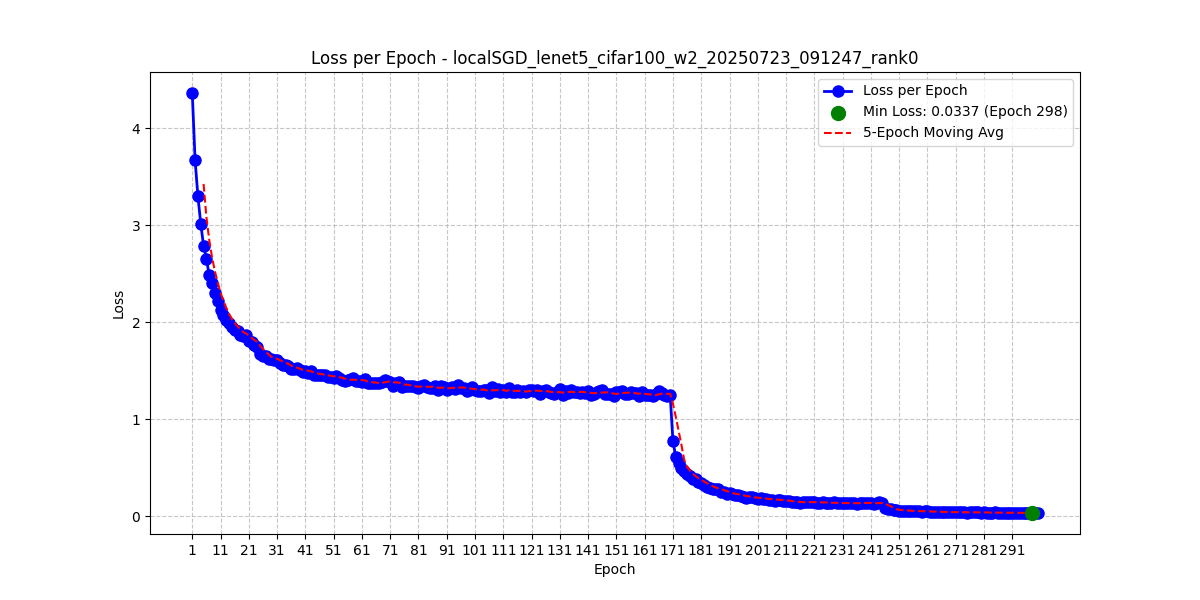 Loss per Epoch - localSGD_lenet5_cifar100_w2_20250723_091247_rank0
Loss per Epoch
Min Loss: 0.0337 (Epoch 298)
5-Epoch Moving Avg
4
3
2
1
0
Loss
1 11 21 31 41 51 61 71 81 91 101 111 121 131 141 151 161 171 181 191 201 211 221 231 241 251 261 271 281 291
Epoch